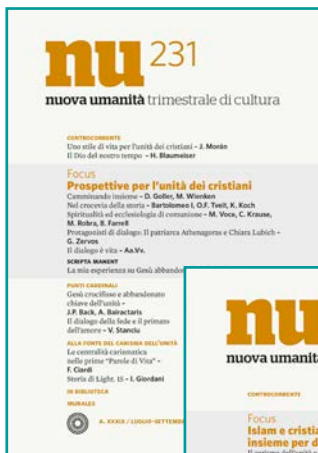 nu 231
nuova umanità trimestrale di cultura
CONTROCORRENTE
Uno stile di vita per l'unità dei cristiani – J. Morán
Il Dio del nostro tempo – H. Blaumeiser
Focus
Prospettive per l'unità dei cristiani
Camminando insieme – D. Goller, M. Wienken
Nel crocevia della storia – Bartolomeo I, O.F. Tveit, K. Koch
Spiritualità ed ecclesiologia di comunione – M. Voce, C. Krause,
M. Robra, B. Farrell
Protagonisti di dialogo: Il patriarca Athenagoras e Chiara Lubich –
G. Zervos
Il dialogo è vita – Aa.Vv.
SCRIPTA MANENT
La mia esperienza su Gesù abbandon
PUNTI CARDINALI
Gesù crocifisso e abbandonato
chiave dell'unità –
J.P. Back, A. Bairactaris
Il dialogo della fede e il primato
dell'amore – V. Stanciu
ALLA FONTE DEL CARISMA DELL'UNITÀ
Le centralità carismatica
nelle prime "Parole di Vita" –
F. Ciardi
Storia di Light. 15 – I. Giordani
IN BIBLIOTECA
MURALES
A. XXXIX / LUGLIO-SETTEMB
nu
nuova umanit
CONTROCORRENTE
Focus
Islam e cristia
insieme per d